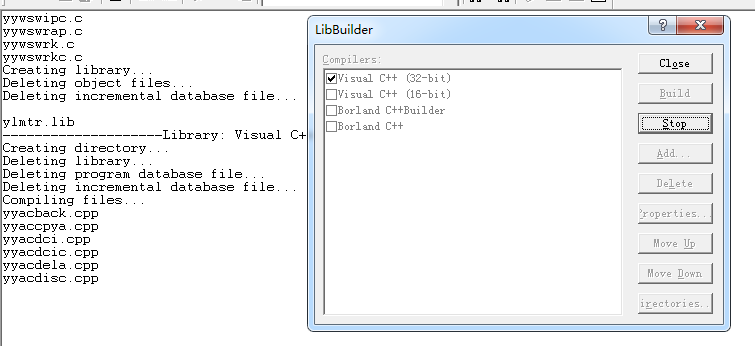 yywswipc.c
yywswrap.c
yywswrk.c
yywswrkc.c
Creating library...
Deleting object files...
Deleting incremental database file...
ylmtr.lib
--------------------Library: Visual C+
Creating directory...
Deleting library...
Deleting program database file...
Deleting incremental database file...
Compiling files...
yyacback.cpp
yyaccpya.cpp
yyacdci.cpp
yyacdcic.cpp
yyacdela.cpp
yyacdisc.cpp
LibBuilder
Compilers:
Visual C++ (32-bit)
Visual C++ (16-bit)
Borland C++Builder
Borland C++
Close
Build
Stop
Add...
Delete
Properties...
Move Up
Move Down
irectories..